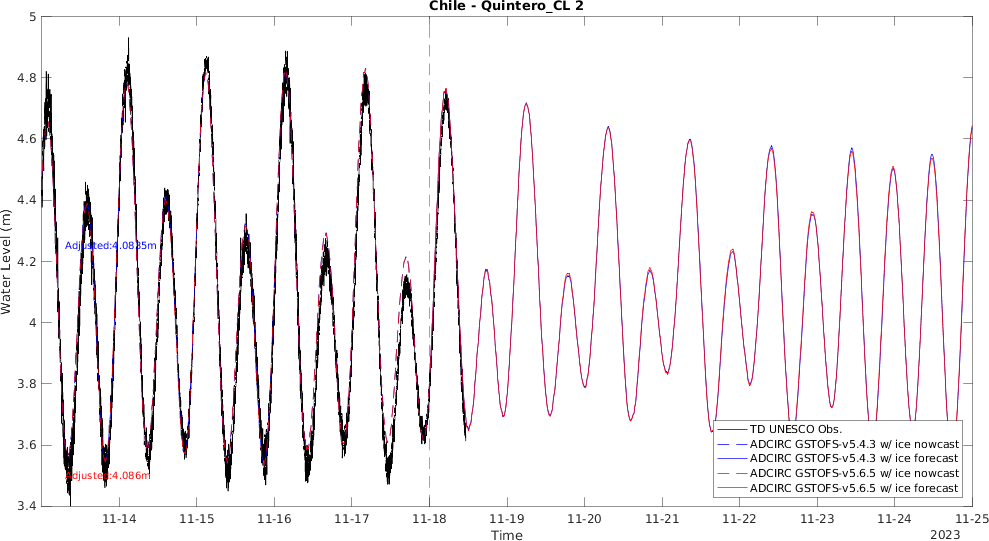 Chile - Quintero_CL 2
5
4.8
4.6
4.4
4.2
4
3.8
3.6
3.4
Water Level (m)
Adjusted:4.0835m
Adjusted:4.086m
TD UNESCO Obs.
ADCIRC GSTOFS-v5.4.3 w/ ice nowcast
ADCIRC GSTOFS-v5.4.3 w/ ice forecast
ADCIRC GSTOFS-v5.6.5 w/ ice nowcast
ADCIRC GSTOFS-v5.6.5 w/ ice forecast
11-14 11-15 11-16 11-17 11-18 11-19 11-20 11-21 11-22 11-23 11-24 11-25
Time
2023